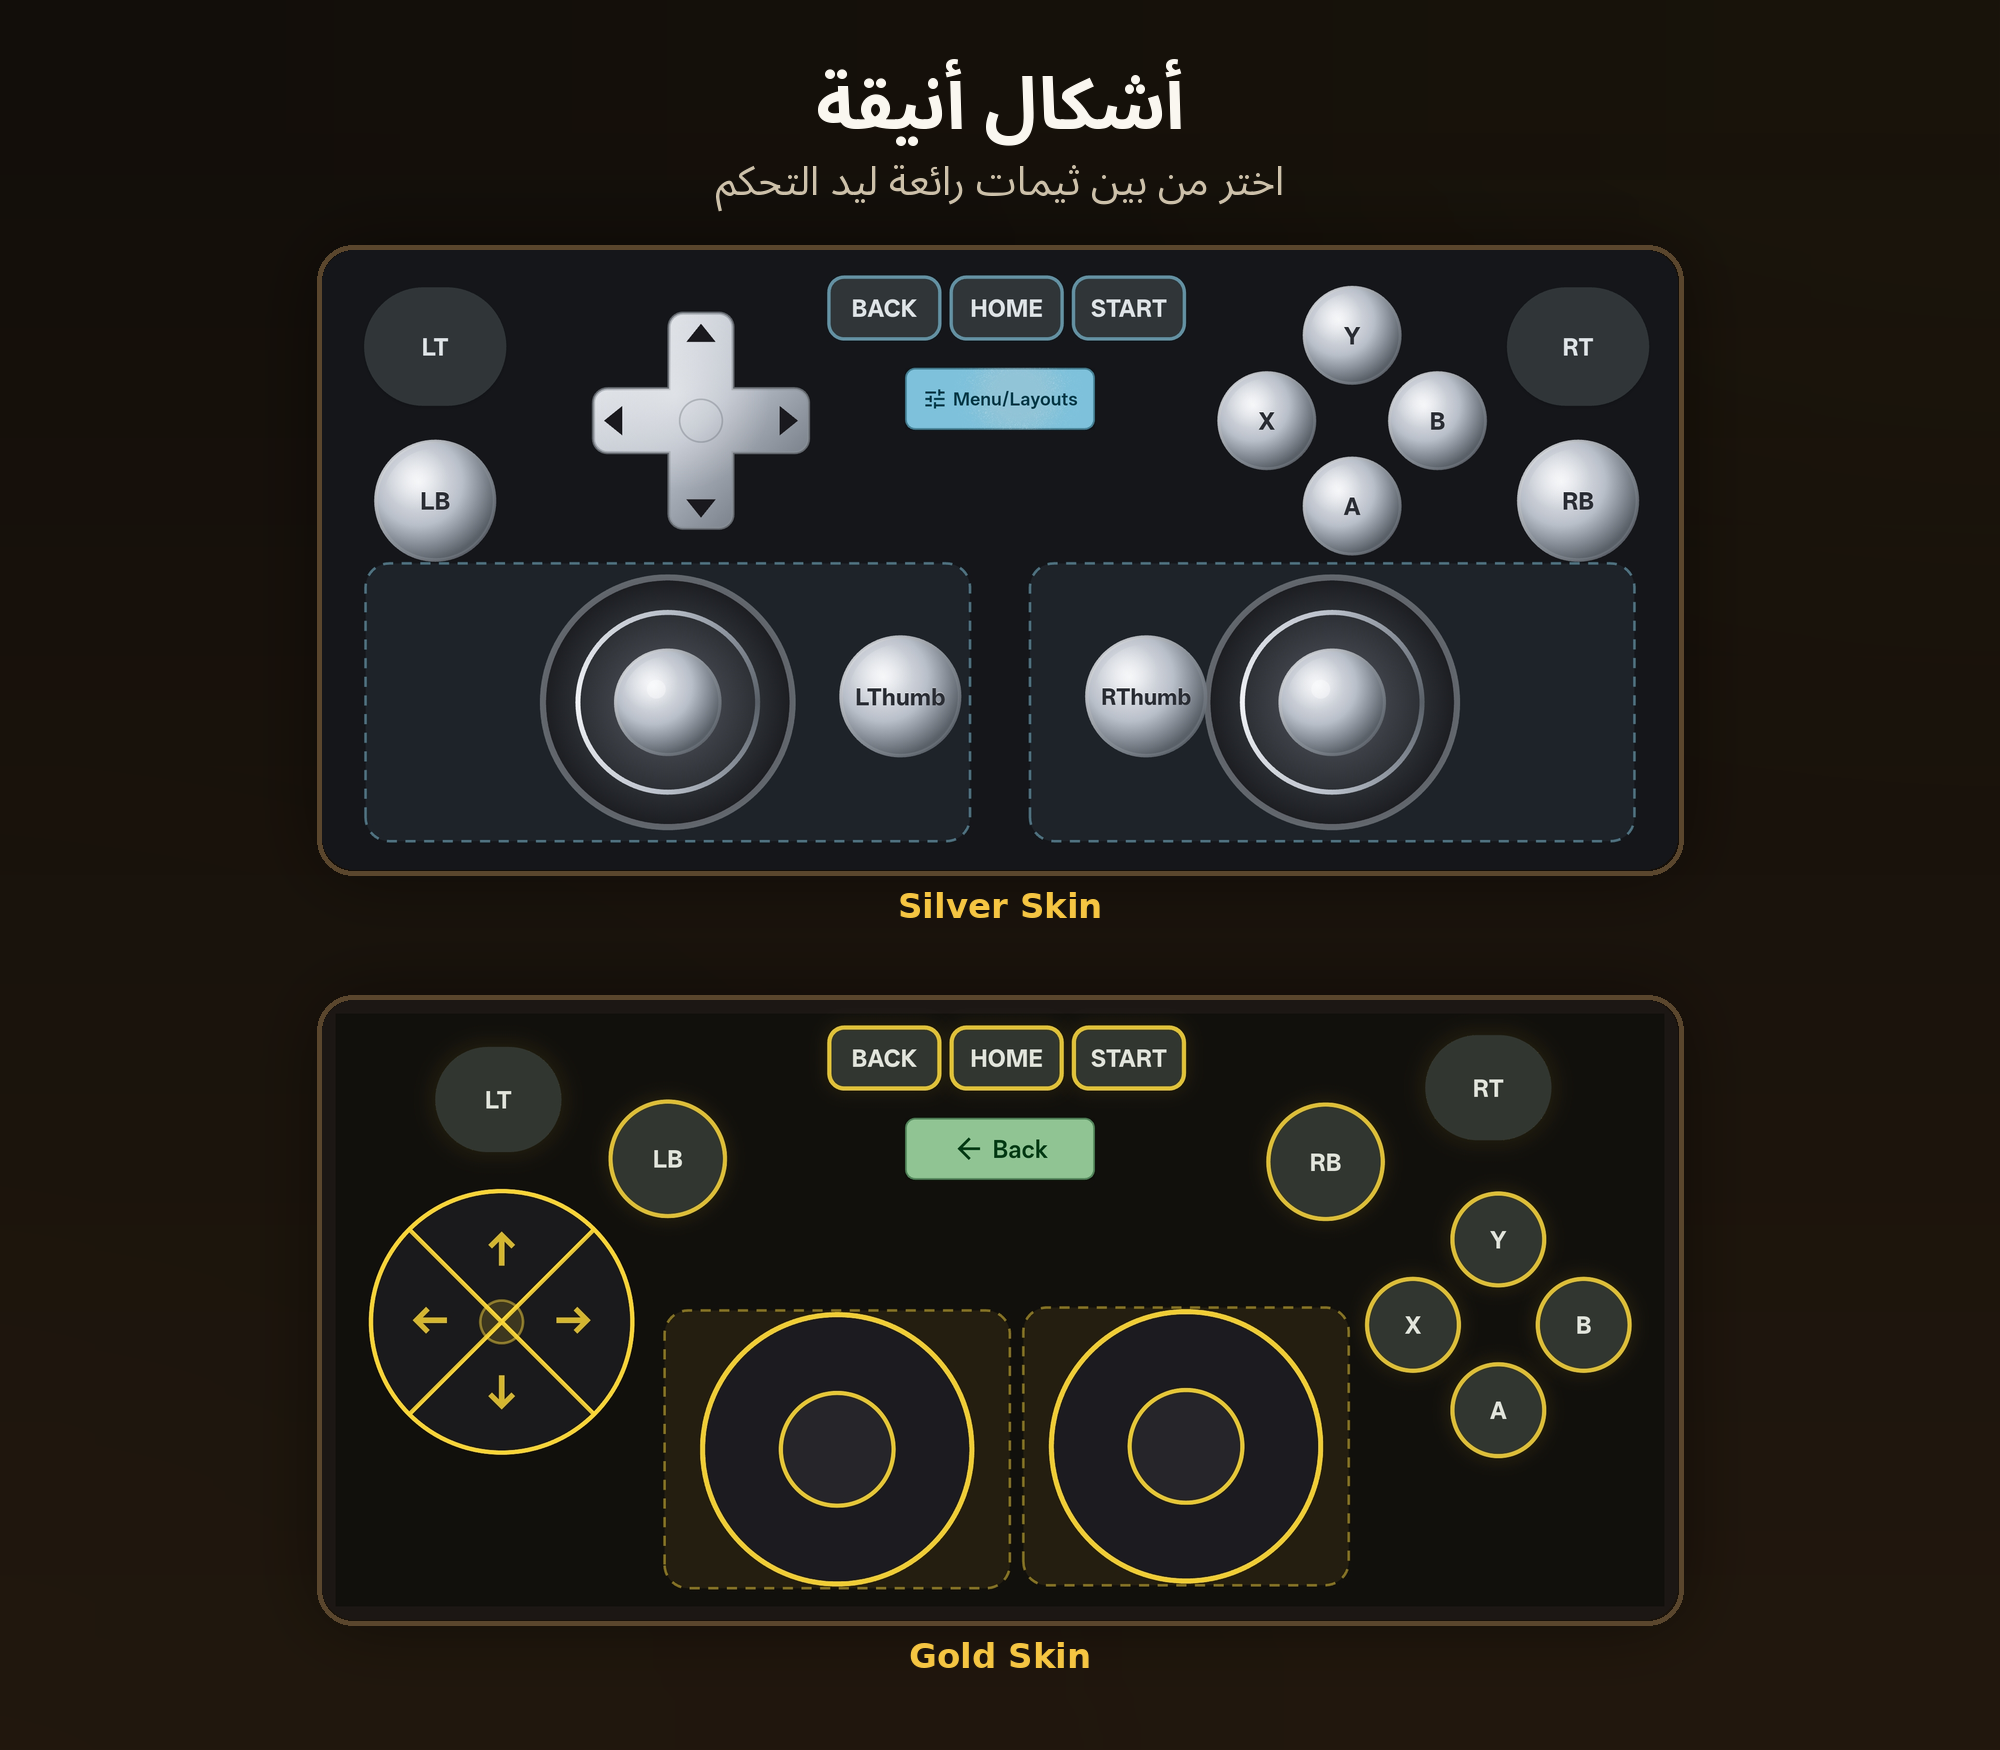 أشكال أنيقة
اختر من بين ثيمات رائعة ليد التحكم
LT
BACK
HOME
START
Y
RT
Menu/Layouts
X
B
LB
A
RB
LThumb
RThumb
Silver Skin
LT
BACK
HOME
START
RT
LB
Back
RB
Y
X
B
A
Gold Skin